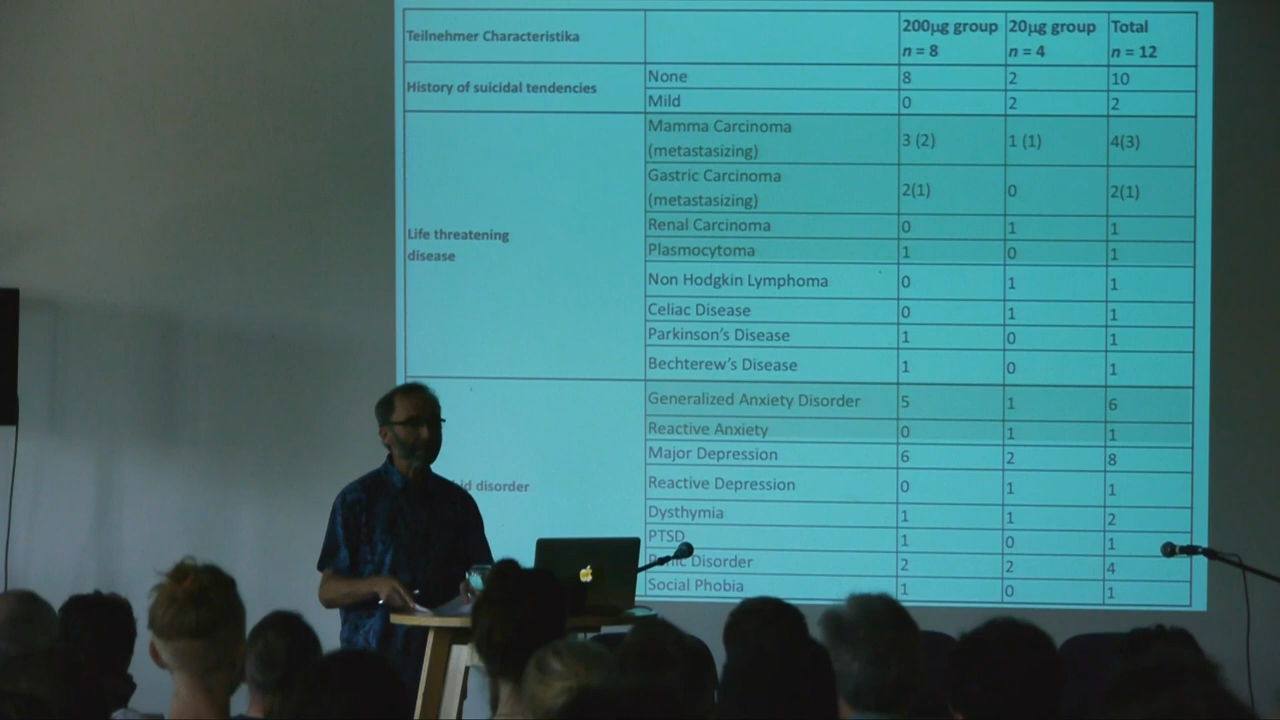 Teilnehmer Characteristika 200µg group 20µg group Total
n = 8 n = 4 n = 12
History of suicidal tendencies None 8 2 10
Mild 0 2 2
Life threatening disease Mamma Carcinoma
(metastasizing) 3 (2) 1 (1) 4(3)
Gastric Carcinoma
(metastasizing) 2(1) 0 2(1)
Renal Carcinoma 0 1 1
Plasmocytoma 1 0 1
Non Hodgkin Lymphoma 0 1 1
Celiac Disease 0 1 1
Parkinson's Disease 1 0 1
Bechterew's Disease 1 0 1
Generalized Anxiety Disorder 5 1 6
Reactive Anxiety 0 1 1
Major Depression 6 2 8
disorder Reactive Depression 0 1 1
Dysthymia 1 1 2
PTSD 1 0 1
Disorder 2 2 4
Social Phobia 1 0 1